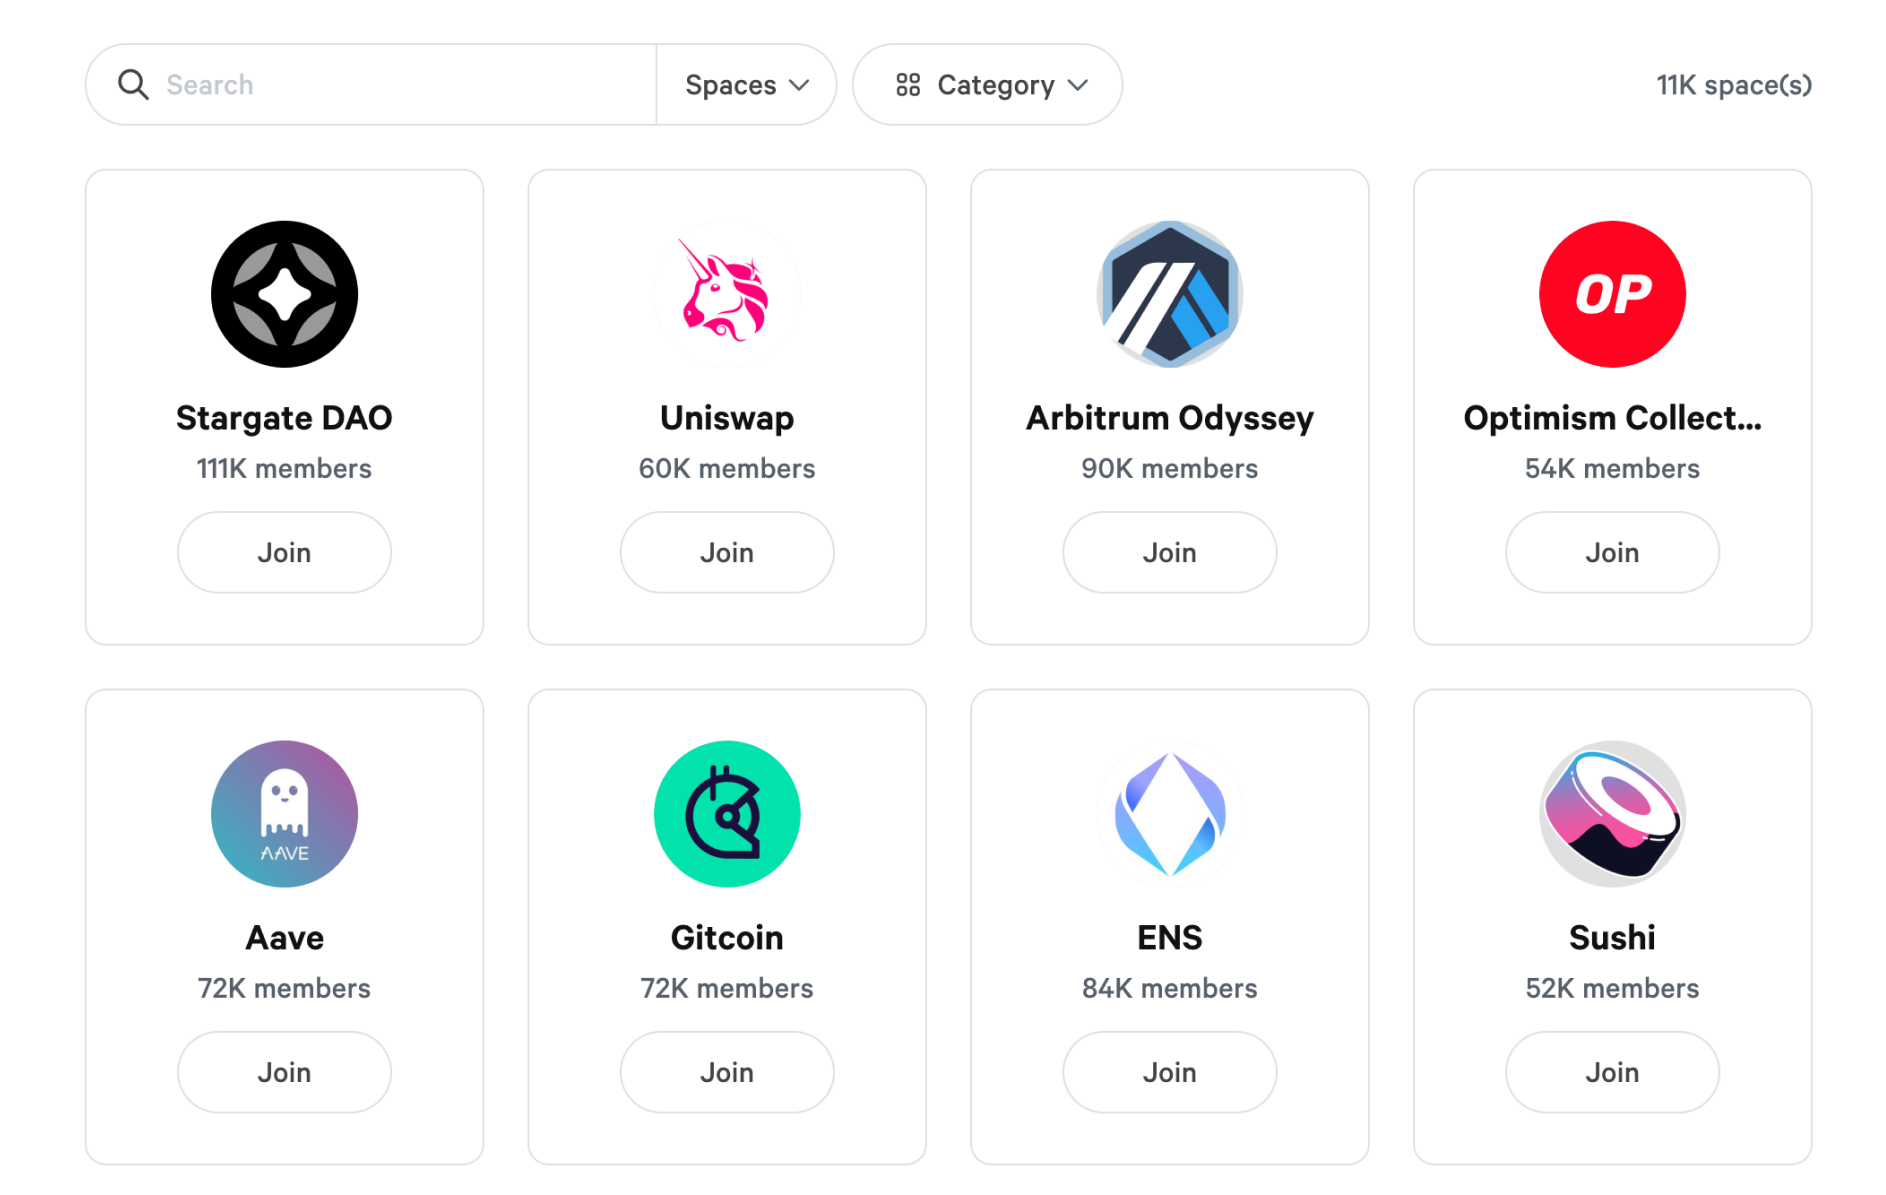 Search
Spaces
Category
11K space(s)
OP
Stargate DAO
Uniswap
Arbitrum Odyssey
Optimism Collect...
111K members
60K members
90K members
54K members
Join
Join
Join
Join
AAVE
Aave
Gitcoin
ENS
Sushi
72K members
72K members
84K members
52K members
Join
Join
Join
Join